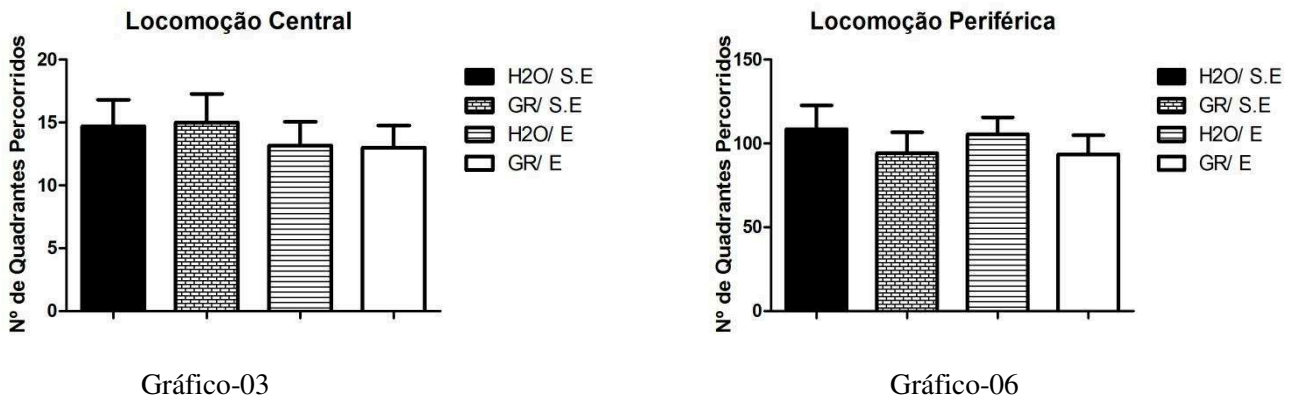 Locomoção Central
Nº de Quadrantes Percorridos
20
15
10
5
0
H2O/ S.E
GR/ S.E
H2O/ E
GR/ E
Gráfico-03
Locomoção Periférica
Nº de Quadrantes Percorridos
150
100
50
0
H2O/ S.E
GR/ S.E
H2O/ E
GR/ E
Gráfico-06